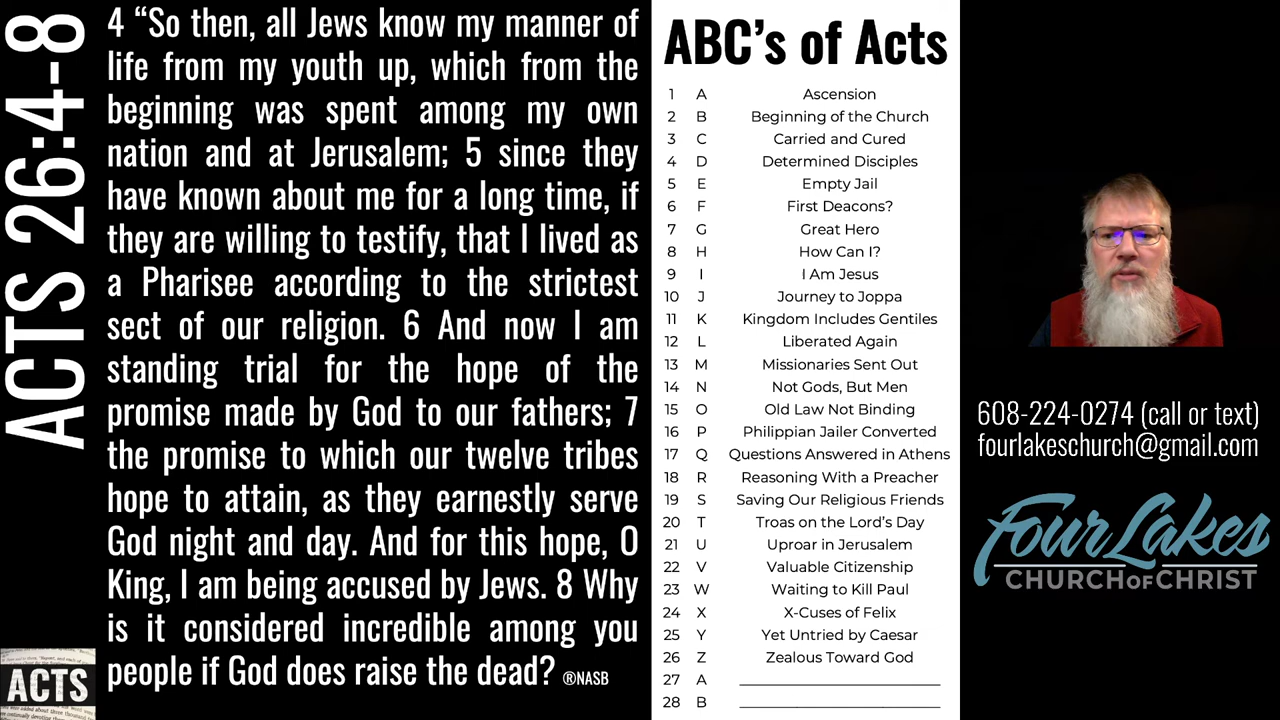 ACTS 26:4-8
4 “So then, all Jews know my manner of
life from my youth up, which from the
beginning was spent among my own
nation and at Jerusalem; 5 since they
have known about me for a long time, if
they are willing to testify, that I lived as
a Pharisee according to the strictest
sect of our religion. 6 And now I am
standing trial for the hope of the
promise made by God to our fathers; 7
the promise to which our twelve tribes
hope to attain, as they earnestly serve
God night and day. And for this hope, O
King, I am being accused by Jews. 8 Why
is it considered incredible among you
people if God does raise the dead? ®NASB
ACTS
ABC’s of Acts
1 A Ascension
2 B Beginning of the Church
3 C Carried and Cured
4 D Determined Disciples
5 E Empty Jail
6 F First Deacons?
7 G Great Hero
8 H How Can I?
9 I I Am Jesus
10 J Journey to Joppa
11 K Kingdom Includes Gentiles
12 L Liberated Again
13 M Missionaries Sent Out
14 N Not Gods, But Men
15 O Old Law Not Binding
16 P Philippian Jailer Converted
17 Q Questions Answered in Athens
18 R Reasoning With a Preacher
19 S Saving Our Religious Friends
20 T Troas on the Lord’s Day
21 U Uproar in Jerusalem
22 V Valuable Citizenship
23 W Waiting to Kill Paul
24 X X-Cuses of Felix
25 Y Yet Untried by Caesar
26 Z Zealous Toward God
27 A
28 B
608-224-0274 (call or text)
fourlakeschurch@gmail.com
Four Lakes
CHURCH OF CHRIST